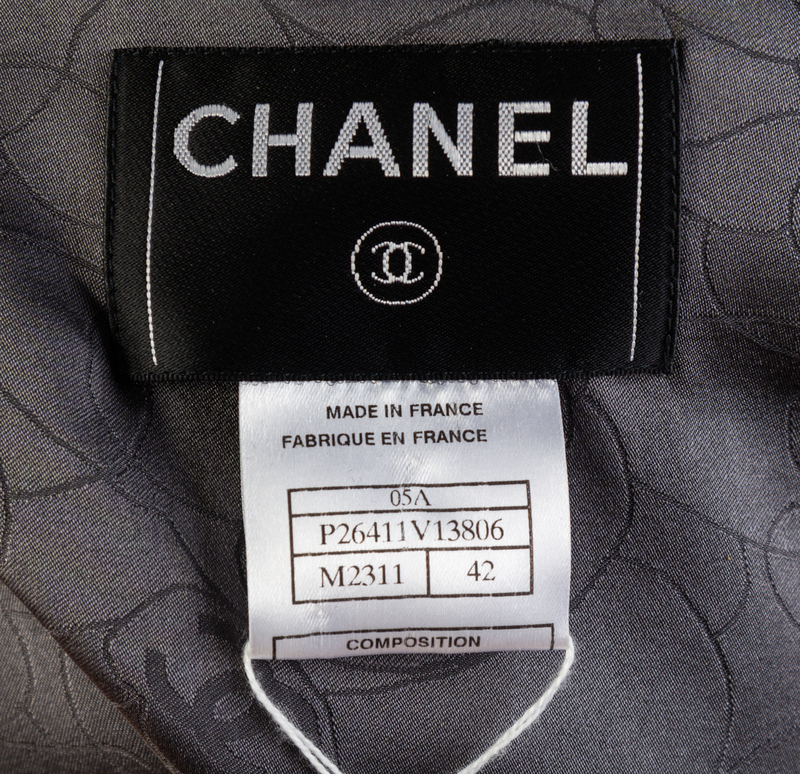 CHANEL
MADE IN FRANCE
FABRIQUE EN FRANCE
05A
P26411V13806
M2311 42
COMPOSITION